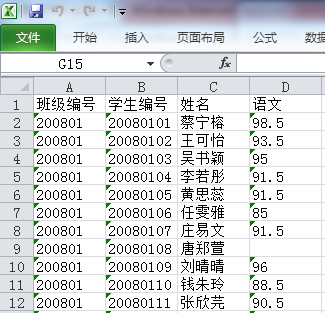 文件 开始 插入 页面布局 公式 数据
G15 fx
A B C D
1 班级编号 学生编号 姓名 语文
2 200801 20080101 蔡宁榕 98.5
3 200801 20080102 王可怡 93.5
4 200801 20080103 吴书颖 95
5 200801 20080104 李若彤 91.5
6 200801 20080105 黄思蕊 91.5
7 200801 20080106 任雯雅 85
8 200801 20080107 庄易文 91.5
9 200801 20080108 唐郑萱
10 200801 20080109 刘晴晴 96
11 200801 20080110 钱朱玲 88.5
12 200801 20080111 张欣芫 90.5